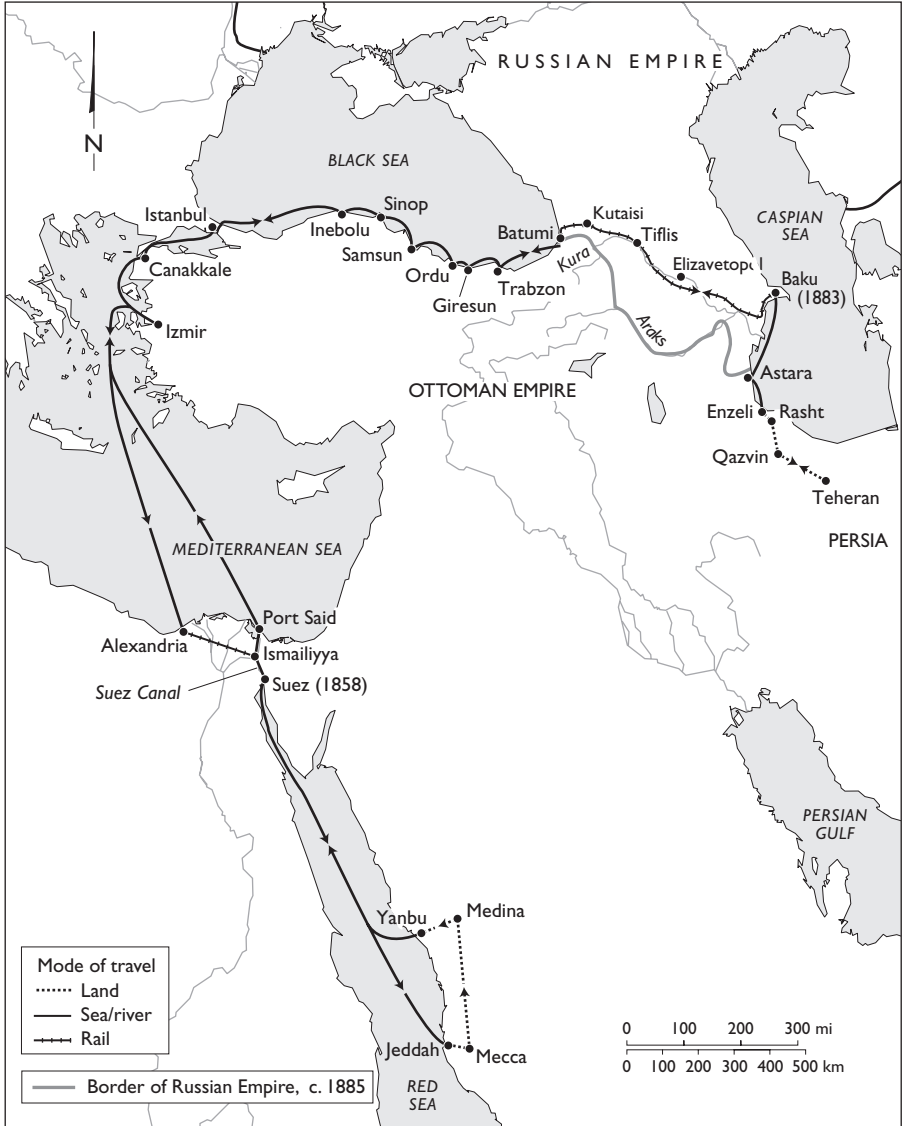 RUSSIAN EMPIRE
N
BLACK SEA
CASPIAN
SEA
Istanbul
Inebolu
Sinop
Samsun
Ordu
Giresun
Trabzon
Batumi
Kutaisi
Tiflis
Kura
Elizavetopol
Baku
(1883)
Canakkale
Izmir
Araks
Astara
OTTOMAN EMPIRE
Enzeli
Rasht
Qazvin
Teheran
PERSIA
MEDITERRANEAN SEA
Port Said
Alexandria
Ismailiyya
Suez Canal
Suez (1858)
PERSIAN
GULF
Yanbu
Medina
Jeddah
Mecca
RED
SEA
Mode of travel
Land
Sea/river
Rail
Border of Russian Empire, c. 1885
0 100 200 300 mi
0 100 200 300 400 500 km